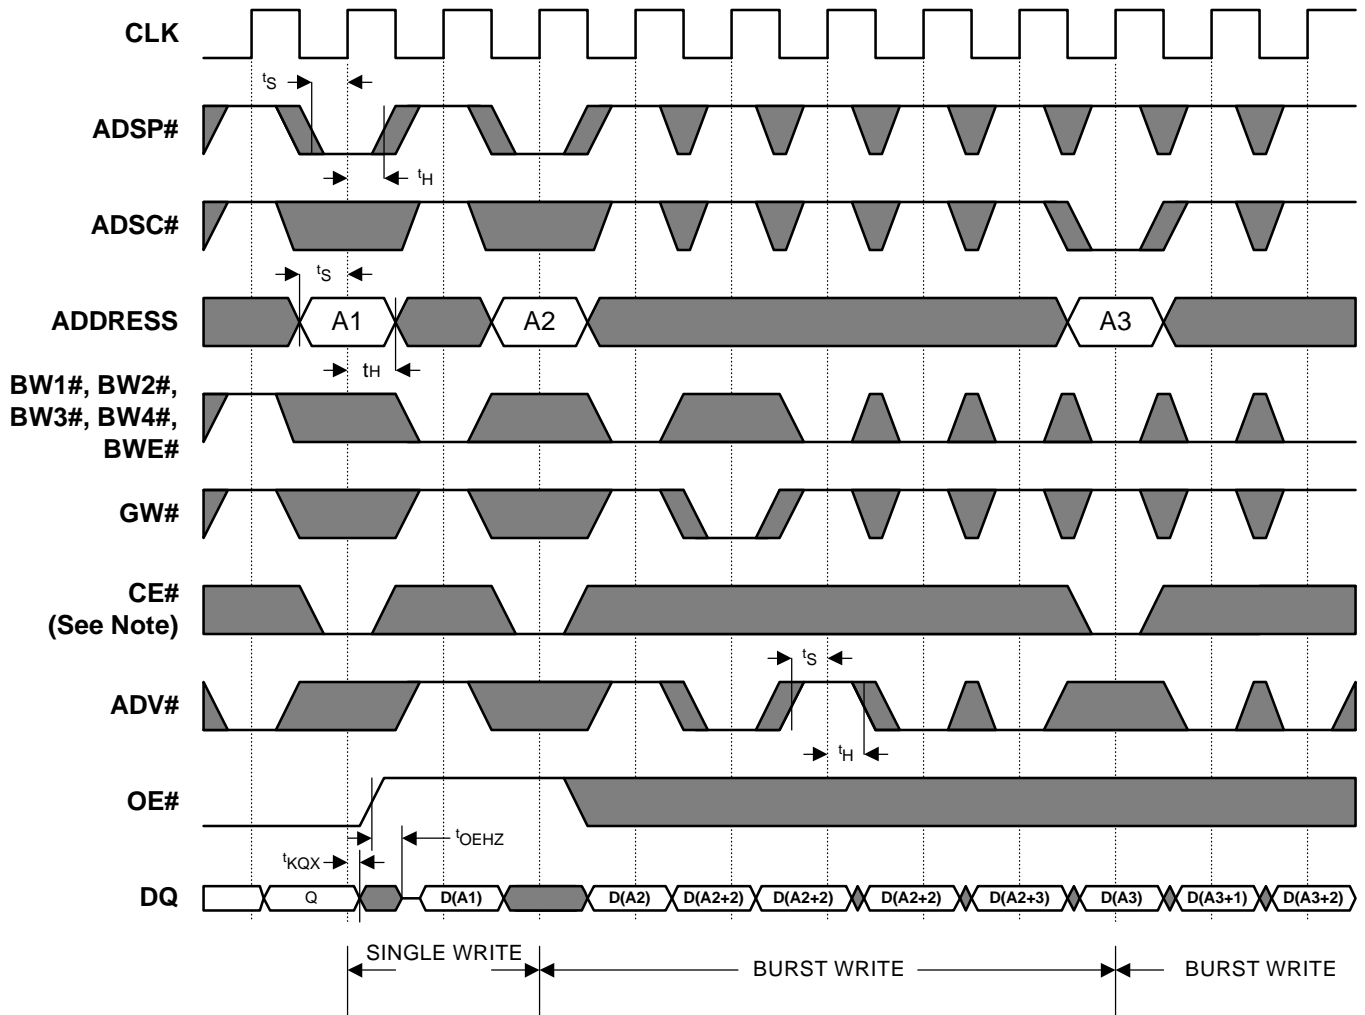 CLK
tS
ADSP#
tH
ADSC#
tS
ADDRESS
A1
A2
A3
tH
BW1#, BW2#,
BW3#, BW4#,
BWE#
GW#
CE#
(See Note)
tS
ADV#
tH
OE#
tOEHZ
tKQX
DQ
Q
D(A1)
D(A2)
D(A2+2)
D(A2+2)
D(A2+2)
D(A2+3)
D(A3)
D(A3+1)
D(A3+2)
SINGLE WRITE
BURST WRITE
BURST WRITE